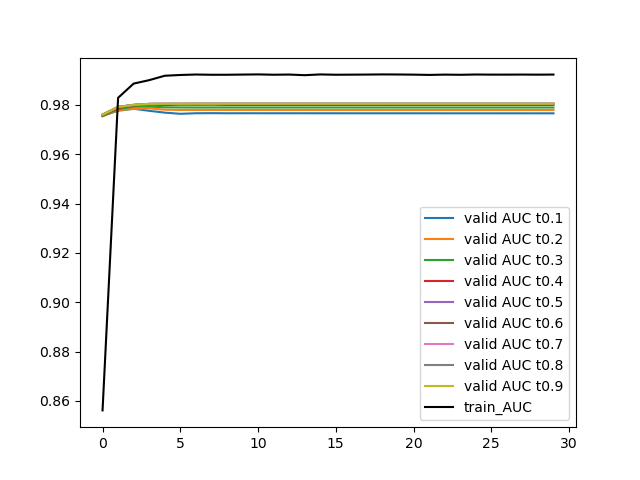 0.98
0.96
0.94
0.92
0.90
0.88
0.86
0 5 10 15 20 25 30
valid AUC t0.1
valid AUC t0.2
valid AUC t0.3
valid AUC t0.4
valid AUC t0.5
valid AUC t0.6
valid AUC t0.7
valid AUC t0.8
valid AUC t0.9
train_AUC